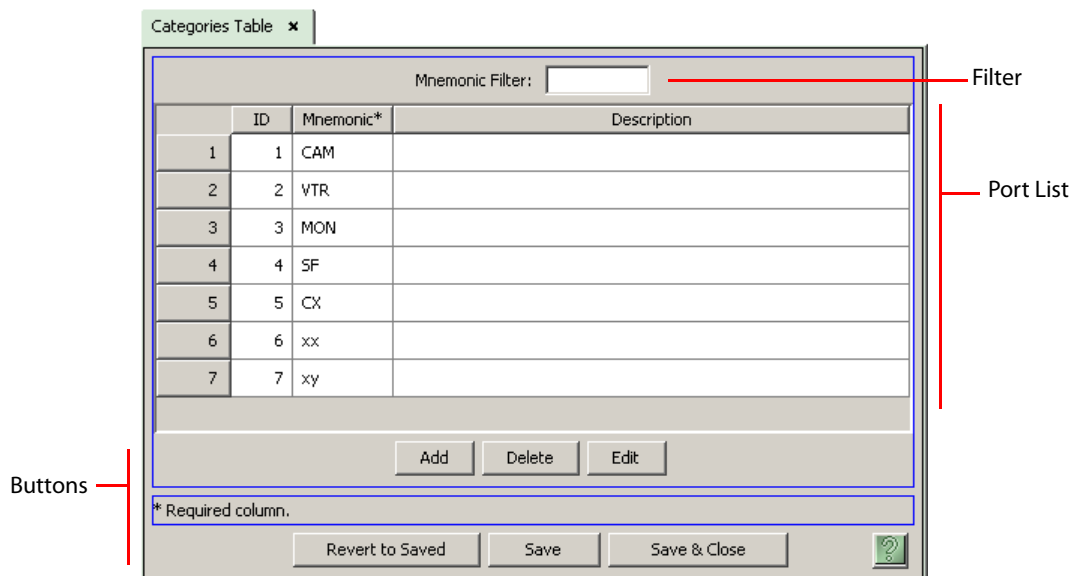 Categories Table ×
Mnemonic Filter:
Filter
ID Mnemonic* Description
1 1 CAM
2 2 VTR
3 3 MON
4 4 SF
5 5 CX
6 6 xx
7 7 xy
Port List
Add Delete Edit
Buttons
* Required column.
Revert to Saved Save Save & Close ?